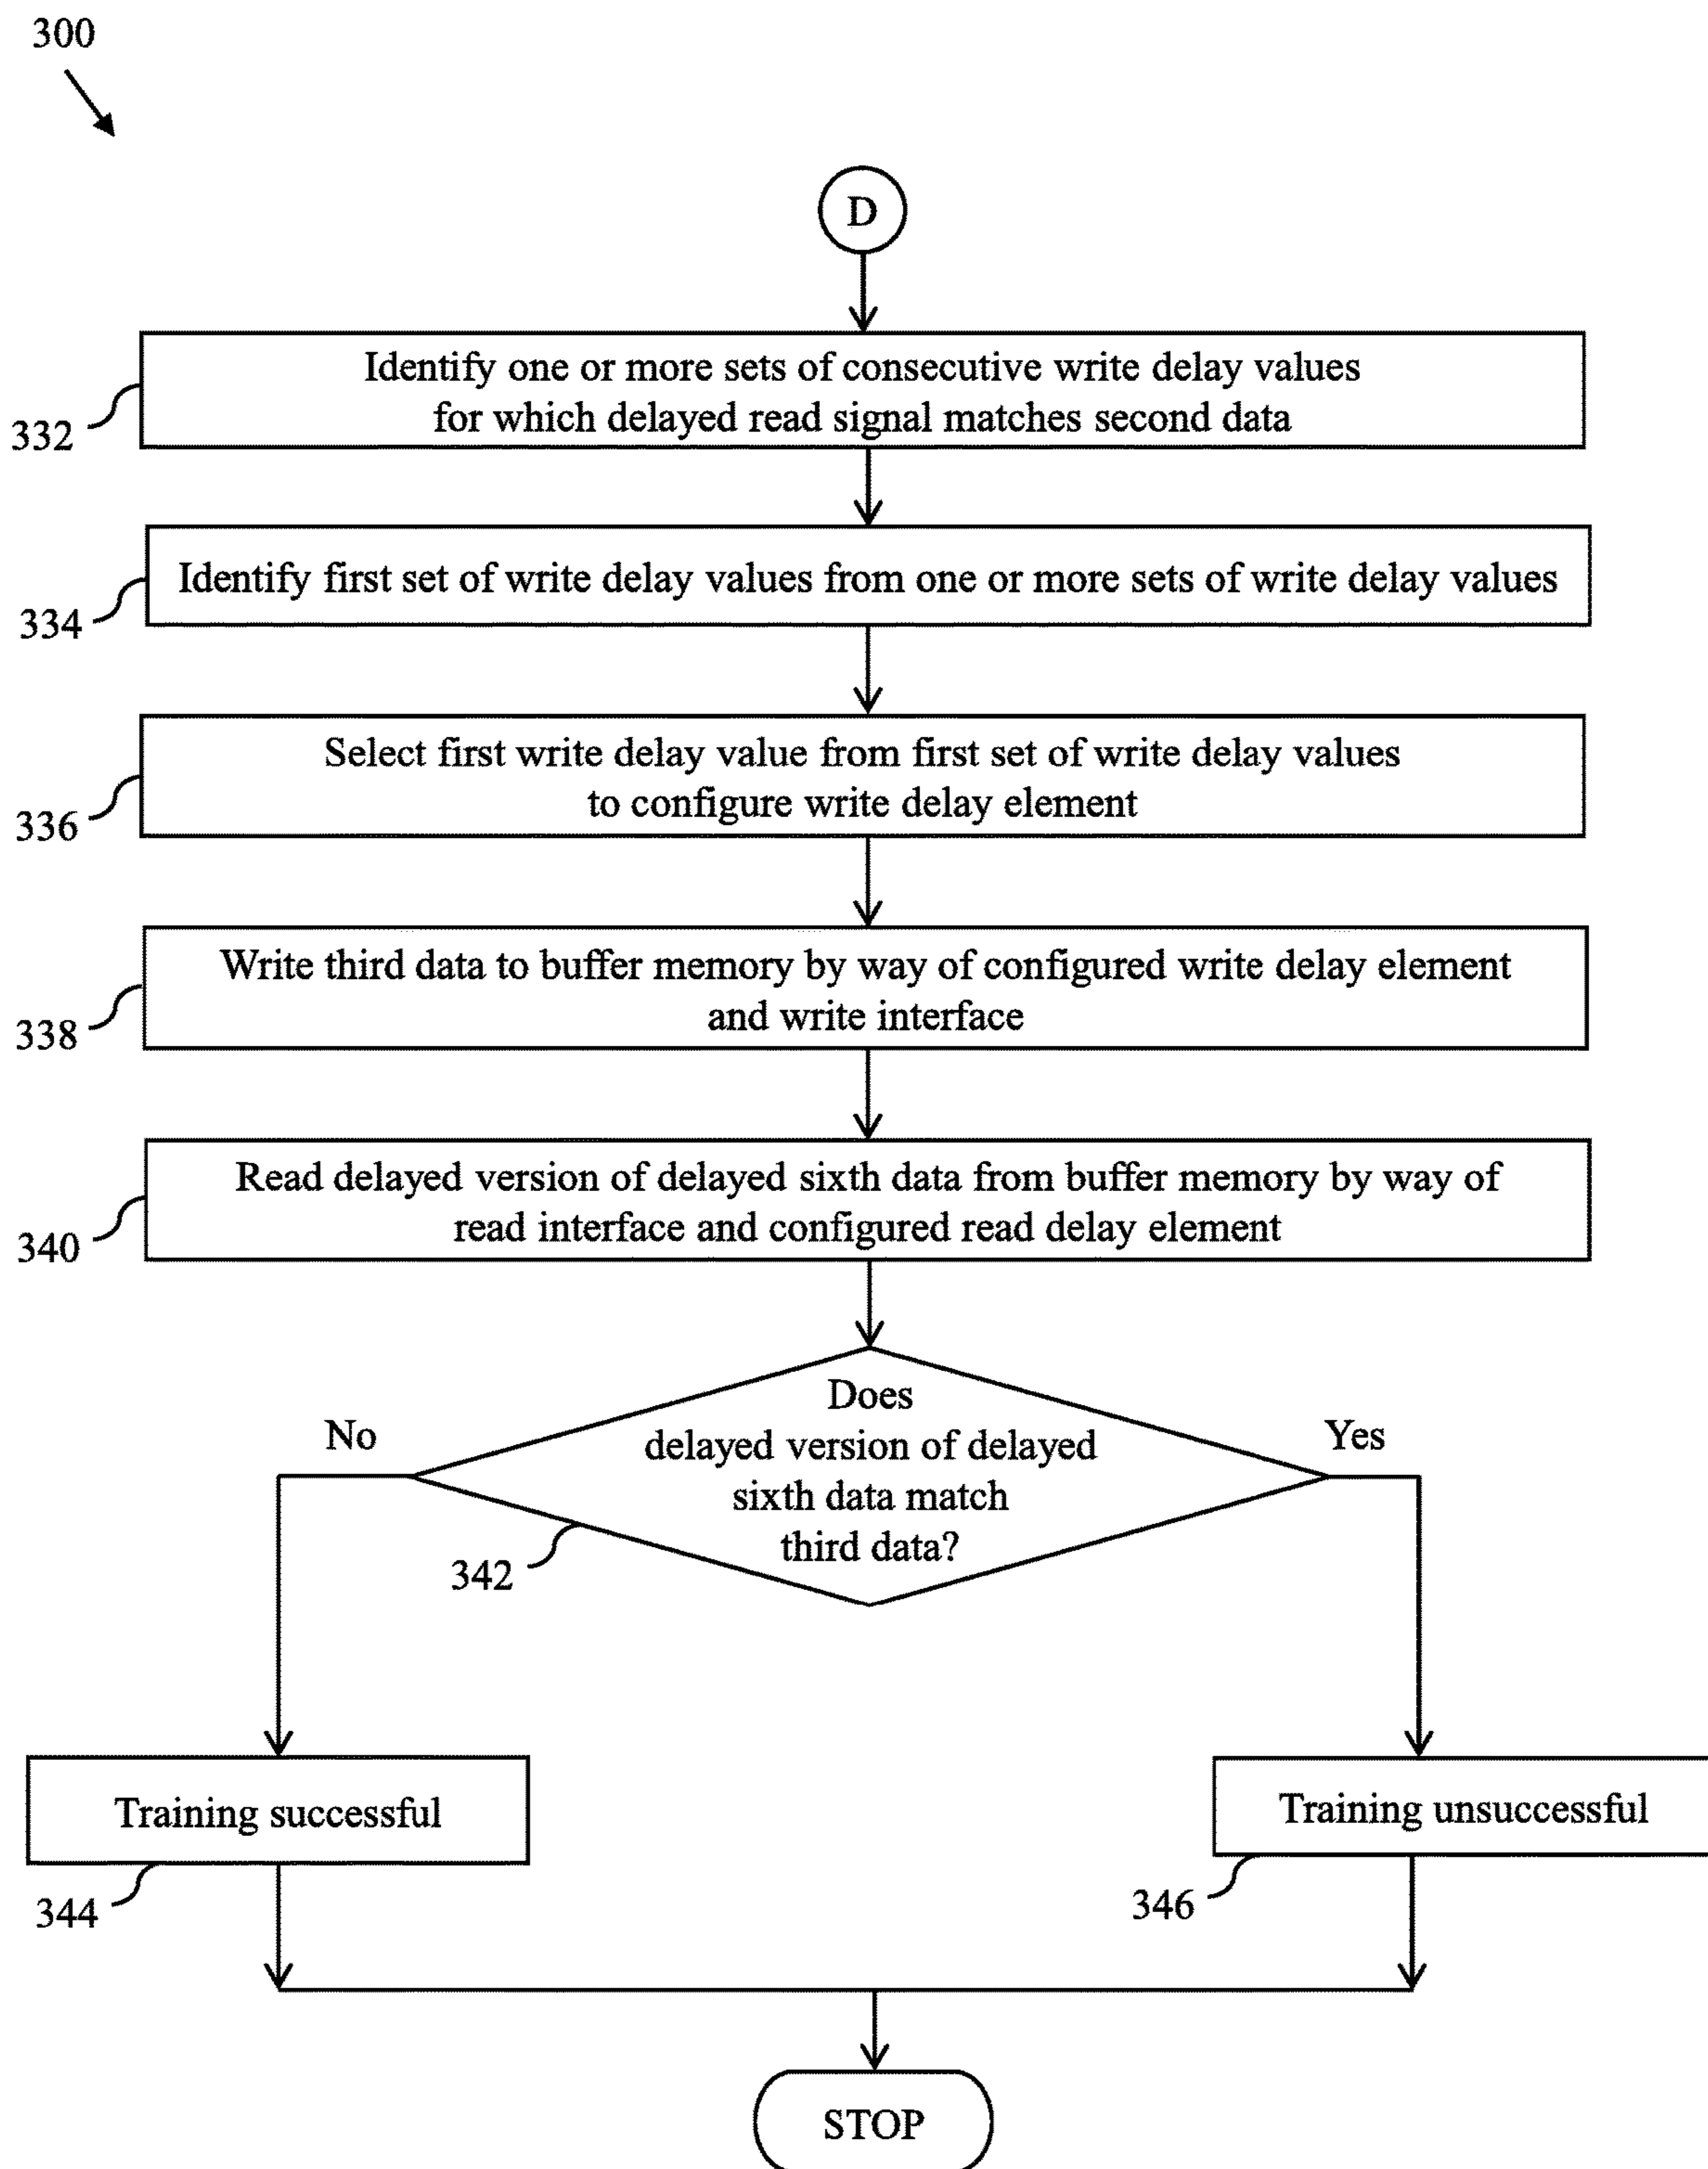 300
D
Identify one or more sets of consecutive write delay values
for which delayed read signal matches second data
332
Identify first set of write delay values from one or more sets of write delay values
334
Select first write delay value from first set of write delay values
to configure write delay element
336
Write third data to buffer memory by way of configured write delay element
and write interface
338
Read delayed version of delayed sixth data from buffer memory by way of
read interface and configured read delay element
340
Does
No
Yes
delayed version of delayed
sixth data match
third data?
342
Training successful
Training unsuccessful
344
346
STOP